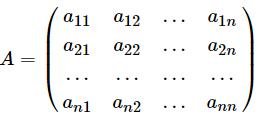 A = ( a₁₁ a₁₂ … a₁ₙ
a₂₁ a₂₂ … a₂ₙ
… … … …
aₙ₁ aₙ₂ … aₙₙ )